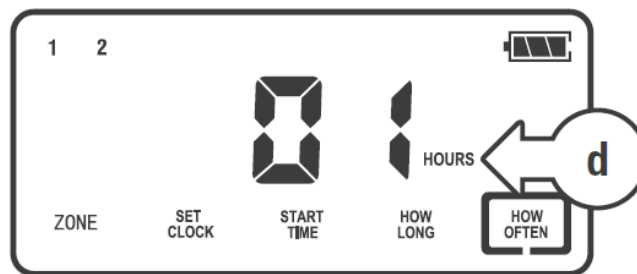 1 2
01 HOURS
d
ZONE SET CLOCK START TIME HOW LONG HOW OFTEN